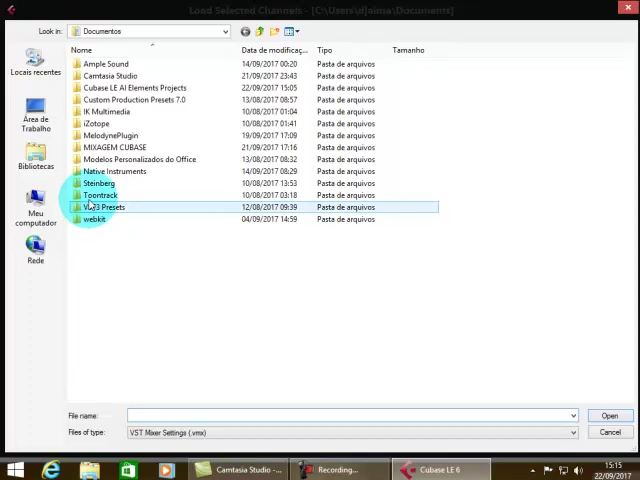 Load Selected Channels - [C:\Users\djalma\Documents]
Look in:
Documentos
Nome
Data de modificaç...
Tipo
Tamanho
Locais recentes
Área de Trabalho
Bibliotecas
Meu computador
Rede
Ample Sound 14/09/2017 00:20 Pasta de arquivos
Camtasia Studio 21/09/2017 23:43 Pasta de arquivos
Cubase LE AI Elements Projects 22/09/2017 15:05 Pasta de arquivos
Custom Production Presets 7.0 13/08/2017 08:57 Pasta de arquivos
IK Multimedia 10/08/2017 01:04 Pasta de arquivos
iZotope 10/08/2017 01:41 Pasta de arquivos
MelodynePlugin 19/09/2017 17:09 Pasta de arquivos
MIXAGEM CUBASE 21/09/2017 17:16 Pasta de arquivos
Modelos Personalizados do Office 13/08/2017 08:32 Pasta de arquivos
Native Instruments 14/09/2017 08:29 Pasta de arquivos
Steinberg 10/08/2017 13:53 Pasta de arquivos
Toontrack 10/08/2017 03:18 Pasta de arquivos
Presets 12/08/2017 09:39 Pasta de arquivos
webkit 04/09/2017 14:59 Pasta de arquivos
File name:
Open
Files of type:
VST Mixer Settings (.vmx)
Cancel
Camtasia Studio -...
Recording...
Cubase LE 6
15:15
22/09/2017